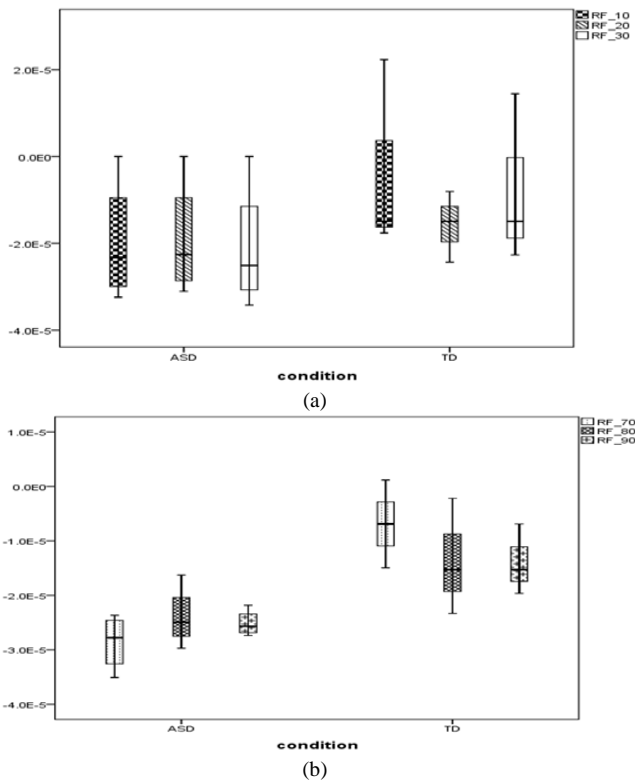 RF_10
RF_20
RF_30
2.0E-5
0.0E0
-2.0E-5
-4.0E-5
ASD TD
condition
(a)
RF_70
RF_80
RF_90
1.0E-5
0.0E0
-1.0E-5
-2.0E-5
-3.0E-5
-4.0E-5
ASD TD
condition
(b)